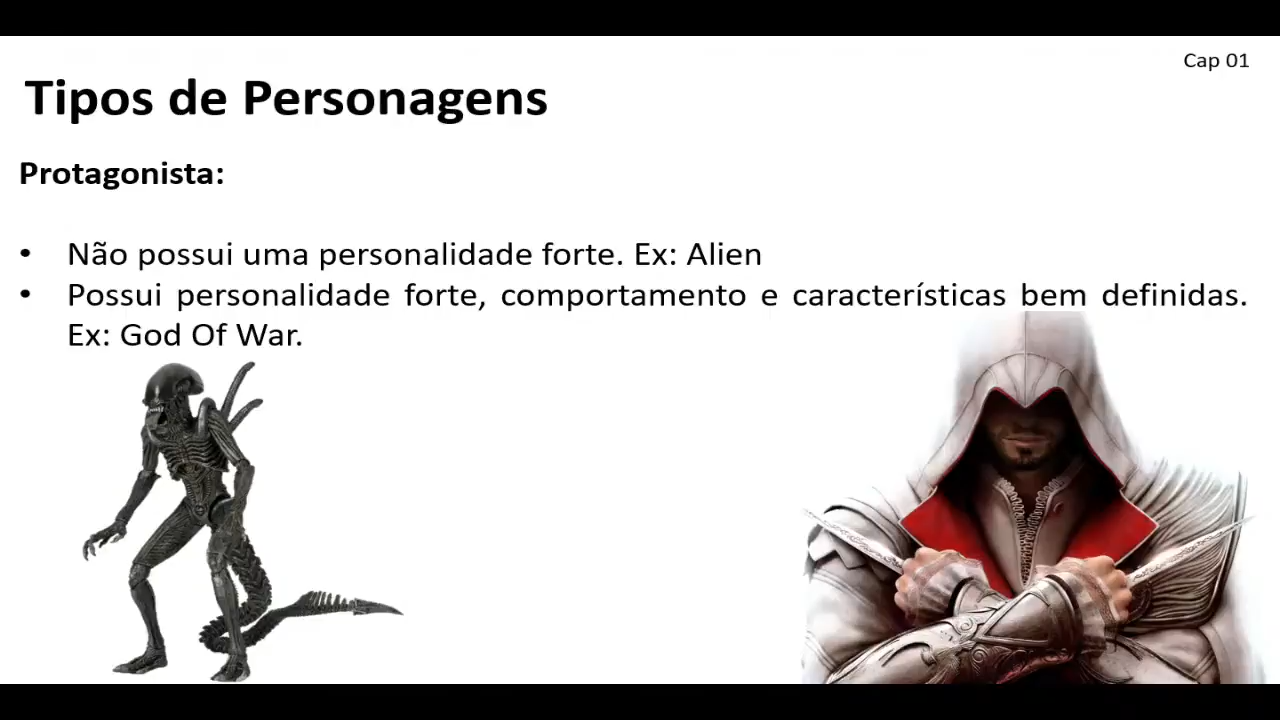 Cap 01
Tipos de Personagens
Protagonista:
• Não possui uma personalidade forte. Ex: Alien
• Possui personalidade forte, comportamento e características bem definidas.
Ex: God Of War.